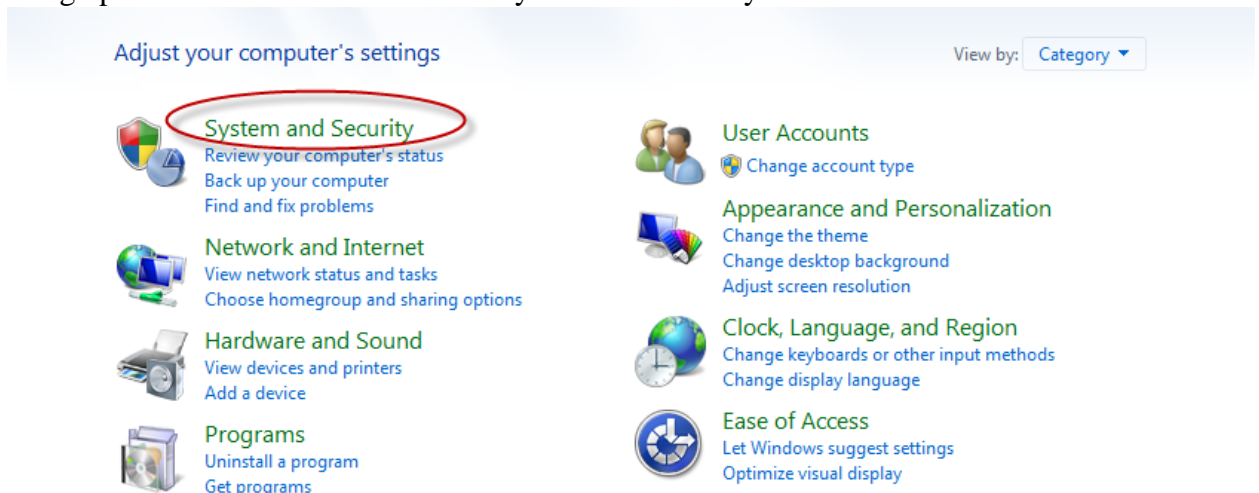 Adjust your computer's settings
View by: Category
System and Security
Review your computer's status
Back up your computer
Find and fix problems
Network and Internet
View network status and tasks
Choose homegroup and sharing options
Hardware and Sound
View devices and printers
Add a device
Programs
Uninstall a program
Get programs
User Accounts
Change account type
Appearance and Personalization
Change the theme
Change desktop background
Adjust screen resolution
Clock, Language, and Region
Change keyboards or other input methods
Change display language
Ease of Access
Let Windows suggest settings
Optimize visual display